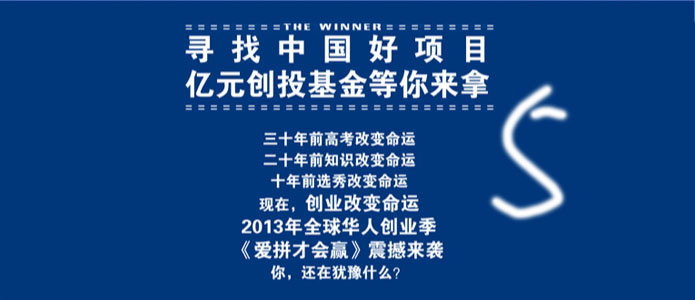 THE WINNER
寻找中国好项目
亿元创投基金等你来拿
三十年前高考改变命运
二十年前知识改变命运
十年前选秀改变命运
现在，创业改变命运
2013年全球华人创业季
《爱拼才会赢》震撼来袭
你，还在犹豫什么？
5